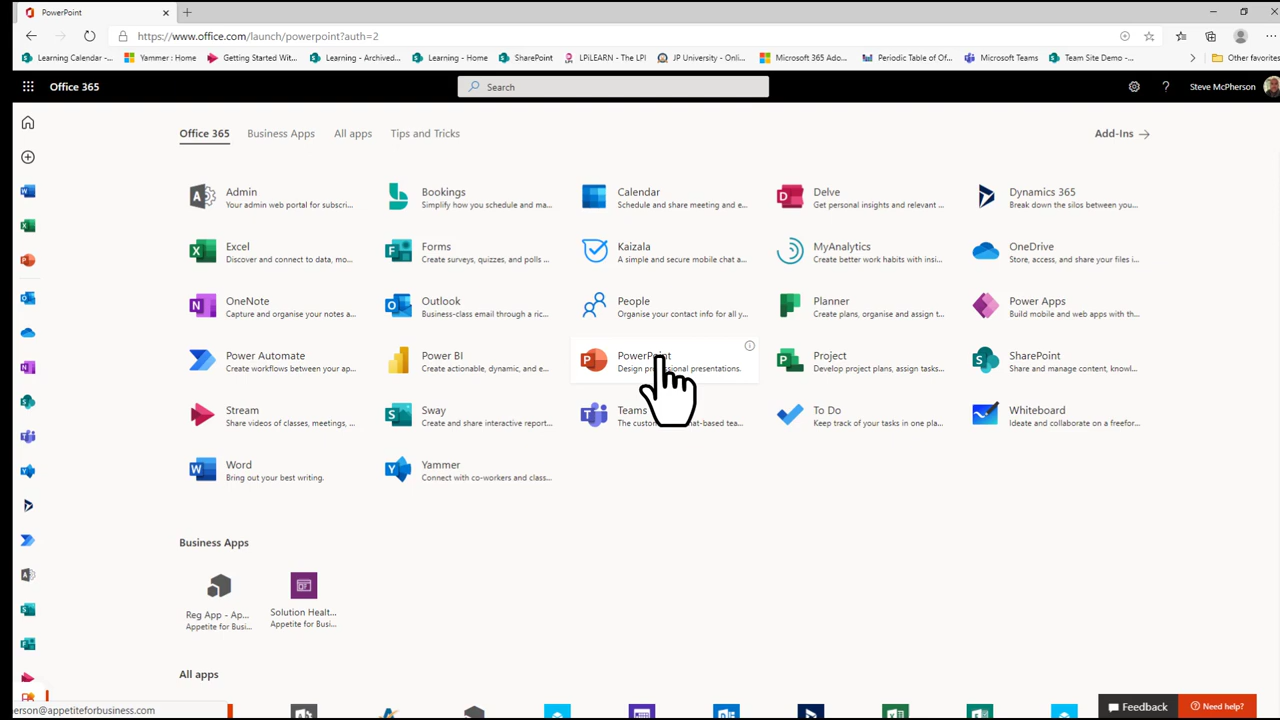 PowerPoint
https://www.office.com/launch/powerpoint?auth=2
Learning Calendar -...
Yammer : Home
Getting Started Wit...
Learning - Archived...
Learning - Home
SharePoint
LPiLEARN - The LPI
JP University - Onli...
Microsoft 365 Ado...
Periodic Table of Of...
Microsoft Teams
Team Site Demo -...
Other favorites
Office 365
Search
Steve McPherson
Office 365
Business Apps
All apps
Tips and Tricks
Add-Ins
Admin
Your admin web portal for subscri...
Bookings
Simplify how you schedule and ma...
Calendar
Schedule and share meeting and e...
Delve
Get personal insights and relevant ...
Dynamics 365
Break down the silos between you...
Excel
Discover and connect to data, mo...
Forms
Create surveys, quizzes, and polls ...
Kaizala
A simple and secure mobile chat a...
MyAnalytics
Create better work habits with insi...
OneDrive
Store, access, and share your files i...
OneNote
Capture and organise your notes a...
Outlook
Business-class email through a ric...
People
Organise your contact info for all y...
Planner
Create plans, organise and assign t...
Power Apps
Build mobile and web apps with th...
Power Automate
Create workflows between your ap...
Power BI
Create actionable, dynamic, and e...
PowerPoint
Design professional presentations.
Project
Develop project plans, assign tasks...
SharePoint
Share and manage content, knowl...
Stream
Share videos of classes, meetings, ...
Sway
Create and share interactive report...
Teams
The custo
at-based tea...
To Do
Keep track of your tasks in one pla...
Whiteboard
Ideate and collaborate on a freefor...
Word
Bring out your best writing.
Yammer
Connect with co-workers and class...
Business Apps
Reg App - Ap...
Appetite for Busi...
Solution Healt...
Appetite for Busi...
All apps
erson@appetiteforbusiness.com
Feedback
Need help?